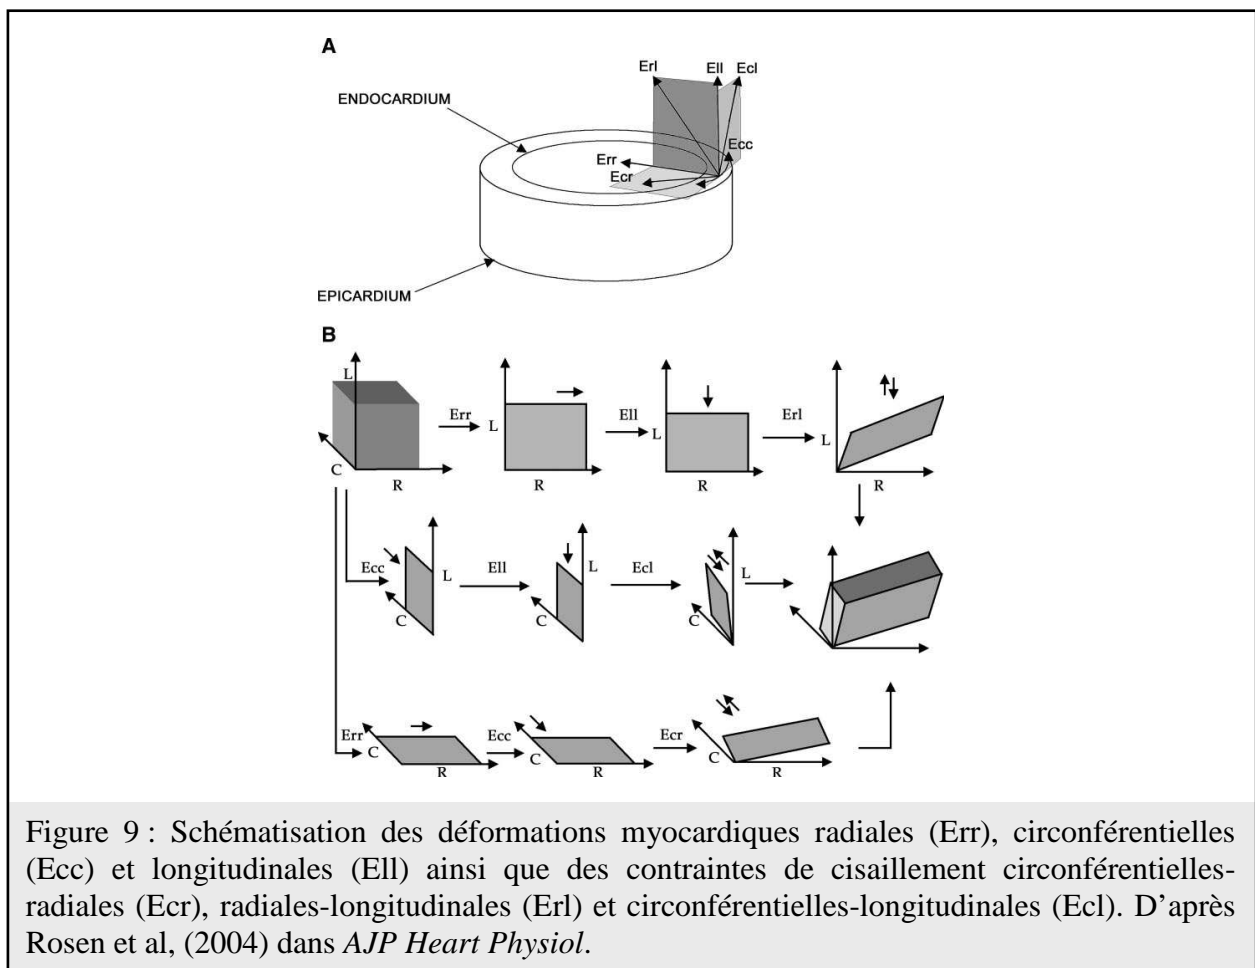 A
Erl Ell Ecl
ENDOCARDIUM
Ecc
Err
Ecr
EPICARDIUM
B
L
Err
L
Ell
L
Erl
L
C
R
R
R
R
Ecc
L
Ell
L
Ecl
L
C
C
C
Err
Ecc
Ecr
C
C
C
R
R
R
Figure 9 : Schématisation des déformations myocardiques radiales (Err), circonférentielles
(Ecc) et longitudinales (Ell) ainsi que des contraintes de cisaillement circonférentielles-
radiales (Ecr), radiales-longitudinales (Erl) et circonférentielles-longitudinales (Ecl). D’après
Rosen et al, (2004) dans AJP Heart Physiol.